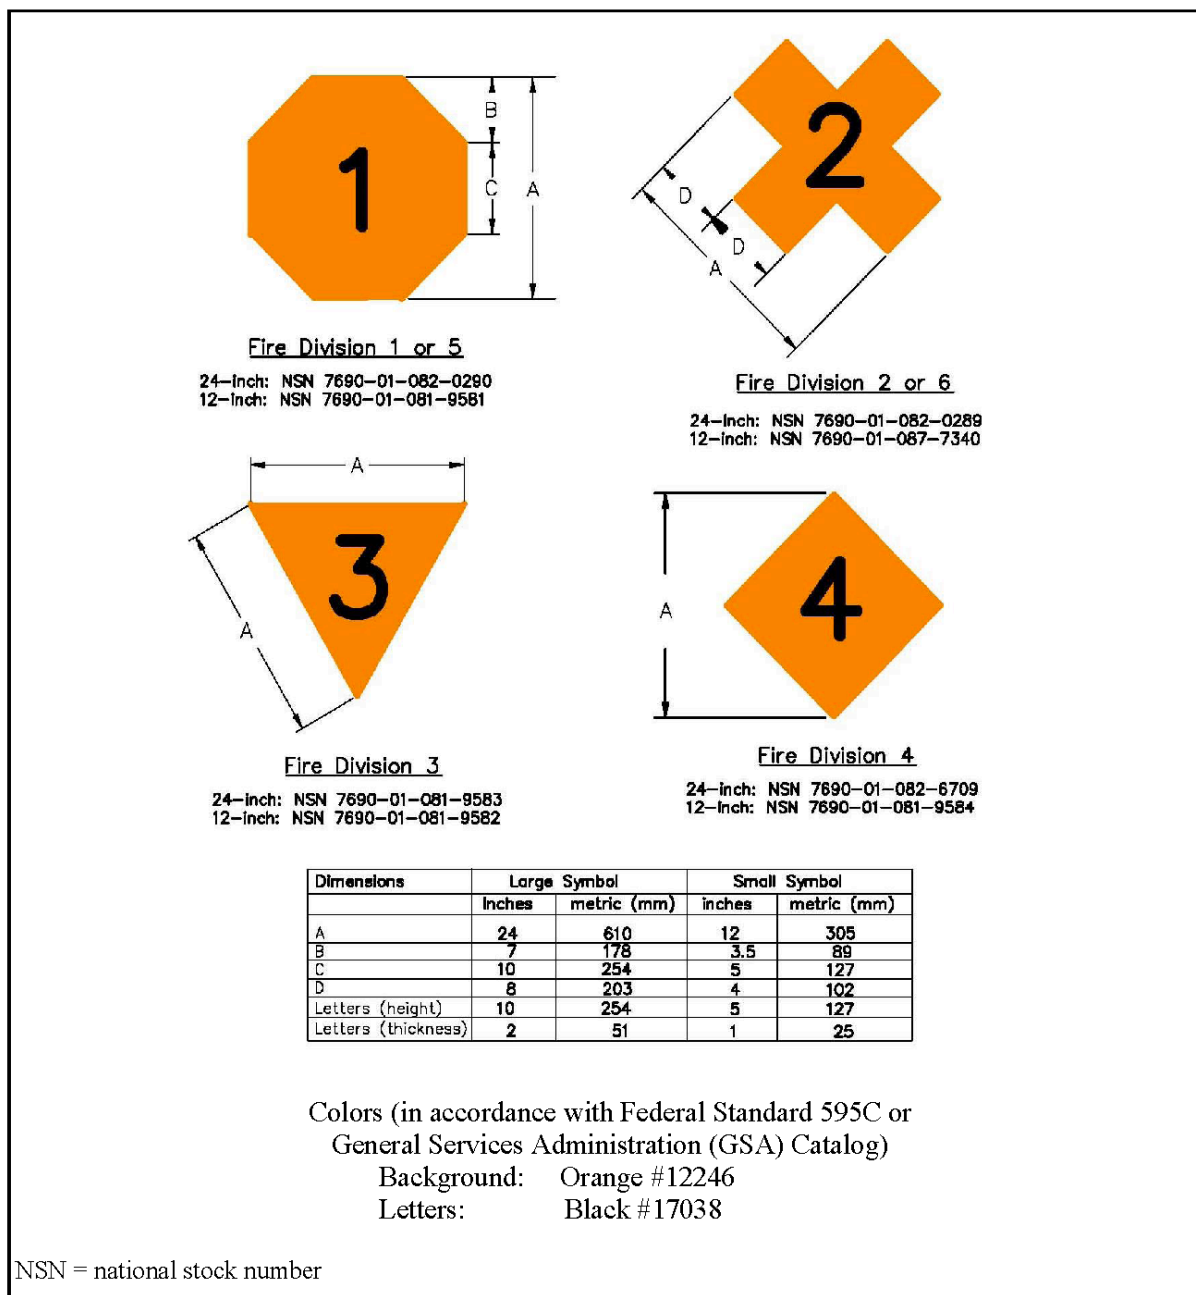 1
B
C
A
Fire Division 1 or 5
24-inch: NSN 7690-01-082-0290
12-inch: NSN 7690-01-081-9581
2
D
D
A
Fire Division 2 or 6
24-inch: NSN 7690-01-082-0289
12-inch: NSN 7690-01-087-7340
A
3
A
Fire Division 3
24-inch: NSN 7690-01-081-9583
12-inch: NSN 7690-01-081-9582
A
4
Fire Division 4
24-inch: NSN 7690-01-082-6709
12-inch: NSN 7690-01-081-9584
Dimensions Large Symbol Small Symbol
inches metric (mm) inches metric (mm)
A 24 610 12 305
B 7 178 3.5 89
C 10 254 5 127
D 8 203 4 102
Letters (height) 10 254 5 127
Letters (thickness) 2 51 1 25
Colors (in accordance with Federal Standard 595C or
General Services Administration (GSA) Catalog)
Background: Orange #12246
Letters: Black #17038
NSN = national stock number